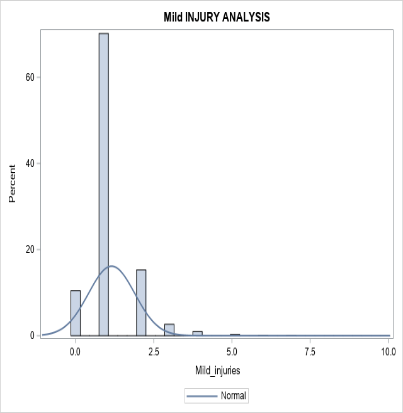 Mild INJURY ANALYSIS
60
40
20
0
Percent
0.0 2.5 5.0 7.5 10.0
Mild_injuries
Normal